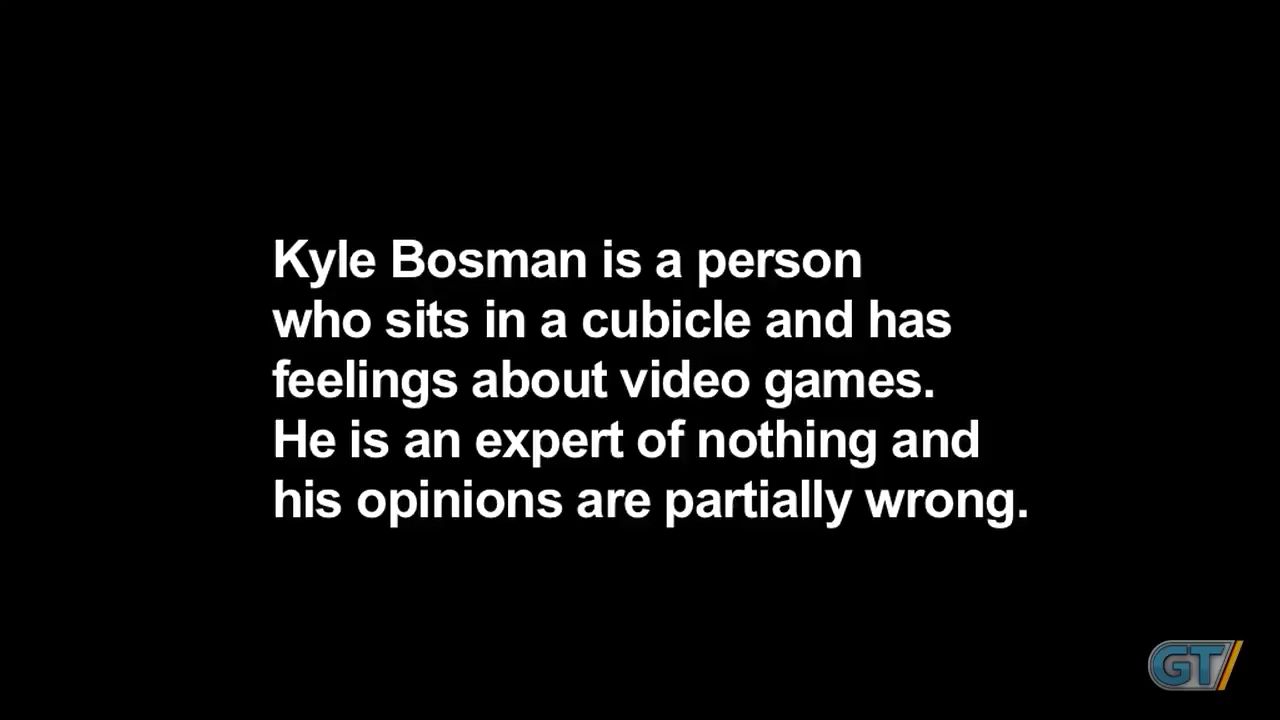 Kyle Bosman is a person
who sits in a cubicle and has
feelings about video games.
He is an expert of nothing and
his opinions are partially wrong.
GT